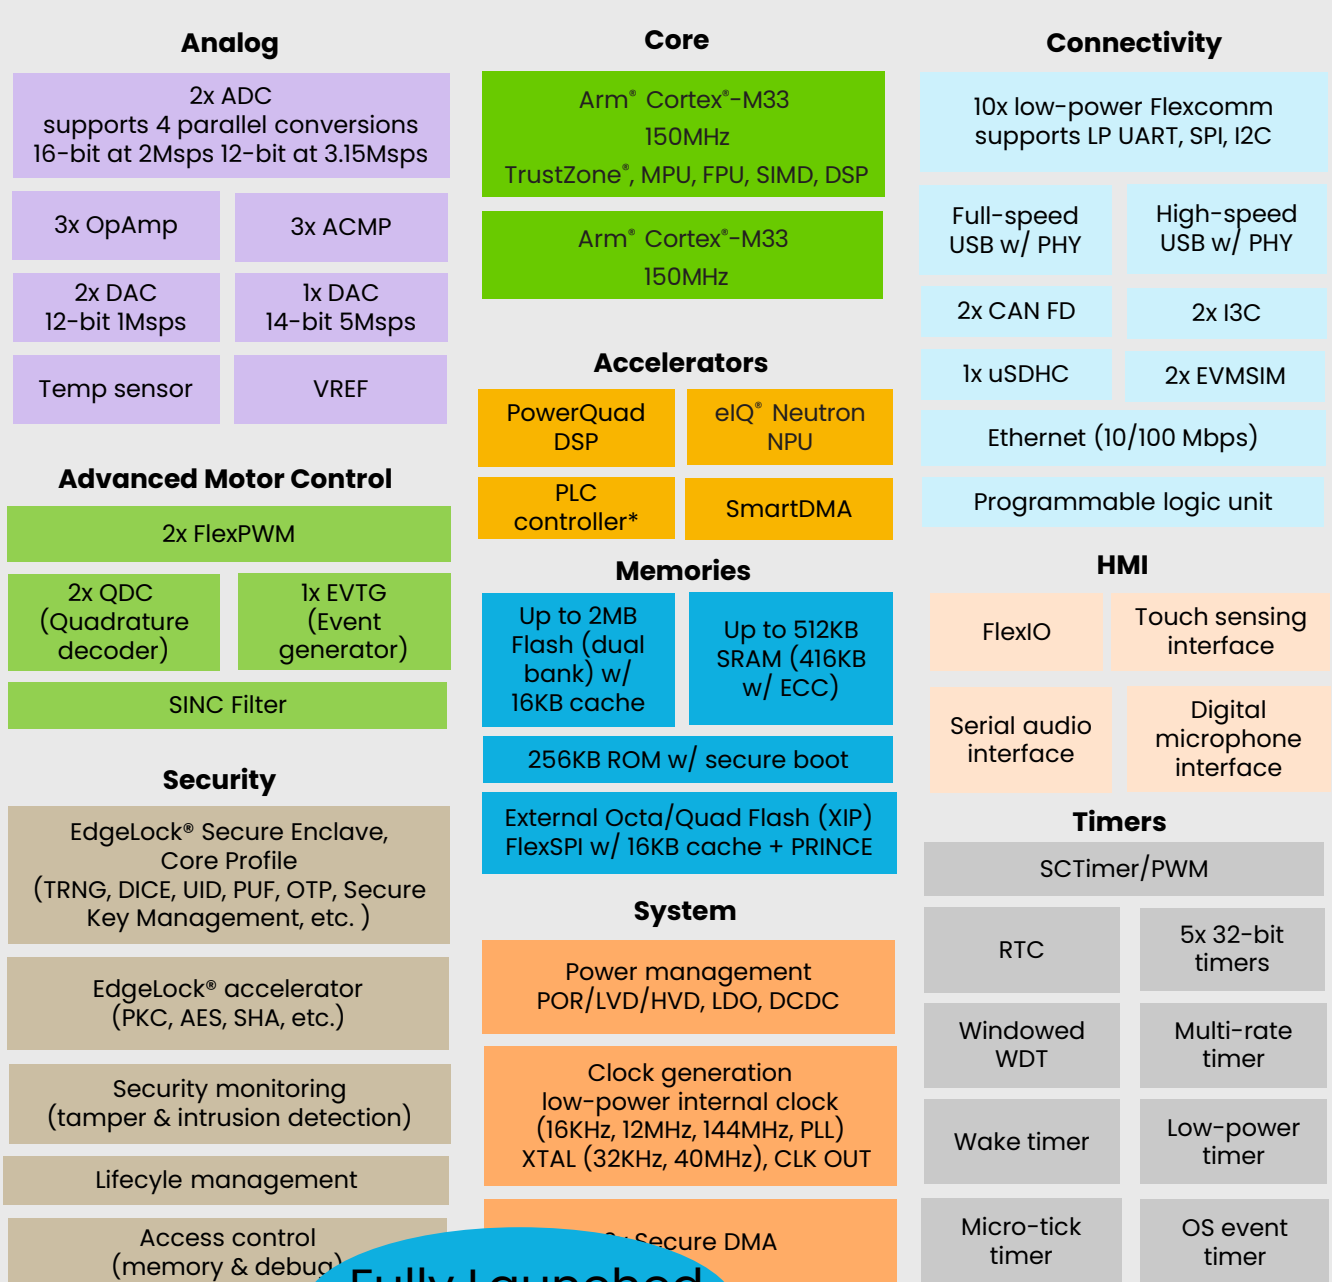 Analog
2x ADC
supports 4 parallel conversions
16-bit at 2Msps 12-bit at 3.15Msps
3x OpAmp
3x ACMP
2x DAC
12-bit 1Msps
1x DAC
14-bit 5Msps
Temp sensor
VREF
Advanced Motor Control
2x FlexPWM
2x QDC
(Quadrature
decoder)
1x EVTG
(Event
generator)
SINC Filter
Security
EdgeLock® Secure Enclave,
Core Profile
(TRNG, DICE, UID, PUF, OTP, Secure
Key Management, etc. )
EdgeLock® accelerator
(PKC, AES, SHA, etc.)
Security monitoring
(tamper & intrusion detection)
Lifecyle management
Access control
(memory & debug)
Core
Arm® Cortex®-M33
150MHz
TrustZone®, MPU, FPU, SIMD, DSP
Arm® Cortex®-M33
150MHz
Accelerators
PowerQuad
DSP
eIQ® Neutron
NPU
PLC
controller*
SmartDMA
Memories
Up to 2MB
Flash (dual
bank) w/
16KB cache
Up to 512KB
SRAM (416KB
w/ ECC)
256KB ROM w/ secure boot
External Octa/Quad Flash (XIP)
FlexSPI w/ 16KB cache + PRINCE
System
Power management
POR/LVD/HVD, LDO, DCDC
Clock generation
low-power internal clock
(16KHz, 12MHz, 144MHz, PLL)
XTAL (32KHz, 40MHz), CLK OUT
Secure DMA
Fully Launched
Connectivity
10x low-power Flexcomm
supports LP UART, SPI, I2C
Full-speed
USB w/ PHY
High-speed
USB w/ PHY
2x CAN FD
2x I3C
1x uSDHC
2x EVMSIM
Ethernet (10/100 Mbps)
Programmable logic unit
HMI
FlexIO
Touch sensing
interface
Serial audio
interface
Digital
microphone
interface
Timers
SCTimer/PWM
RTC
5x 32-bit
timers
Windowed
WDT
Multi-rate
timer
Wake timer
Low-power
timer
Micro-tick
timer
OS event
timer